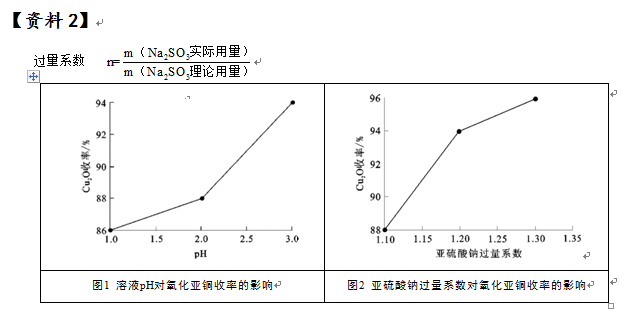 【资料2】
过量系数 n=m（Na2SO3实际用量）/m（Na2SO3理论用量）
94
92
90
88
86
Cu2O收率/%
1.0 1.5 2.0 2.5 3.0
pH
96
94
92
90
88
Cu2O收率/%
1.10 1.15 1.20 1.25 1.30 1.35
亚硫酸钠过量系数
图1 溶液pH对氧化亚铜收率的影响
图2 亚硫酸钠过量系数对氧化亚铜收率的影响